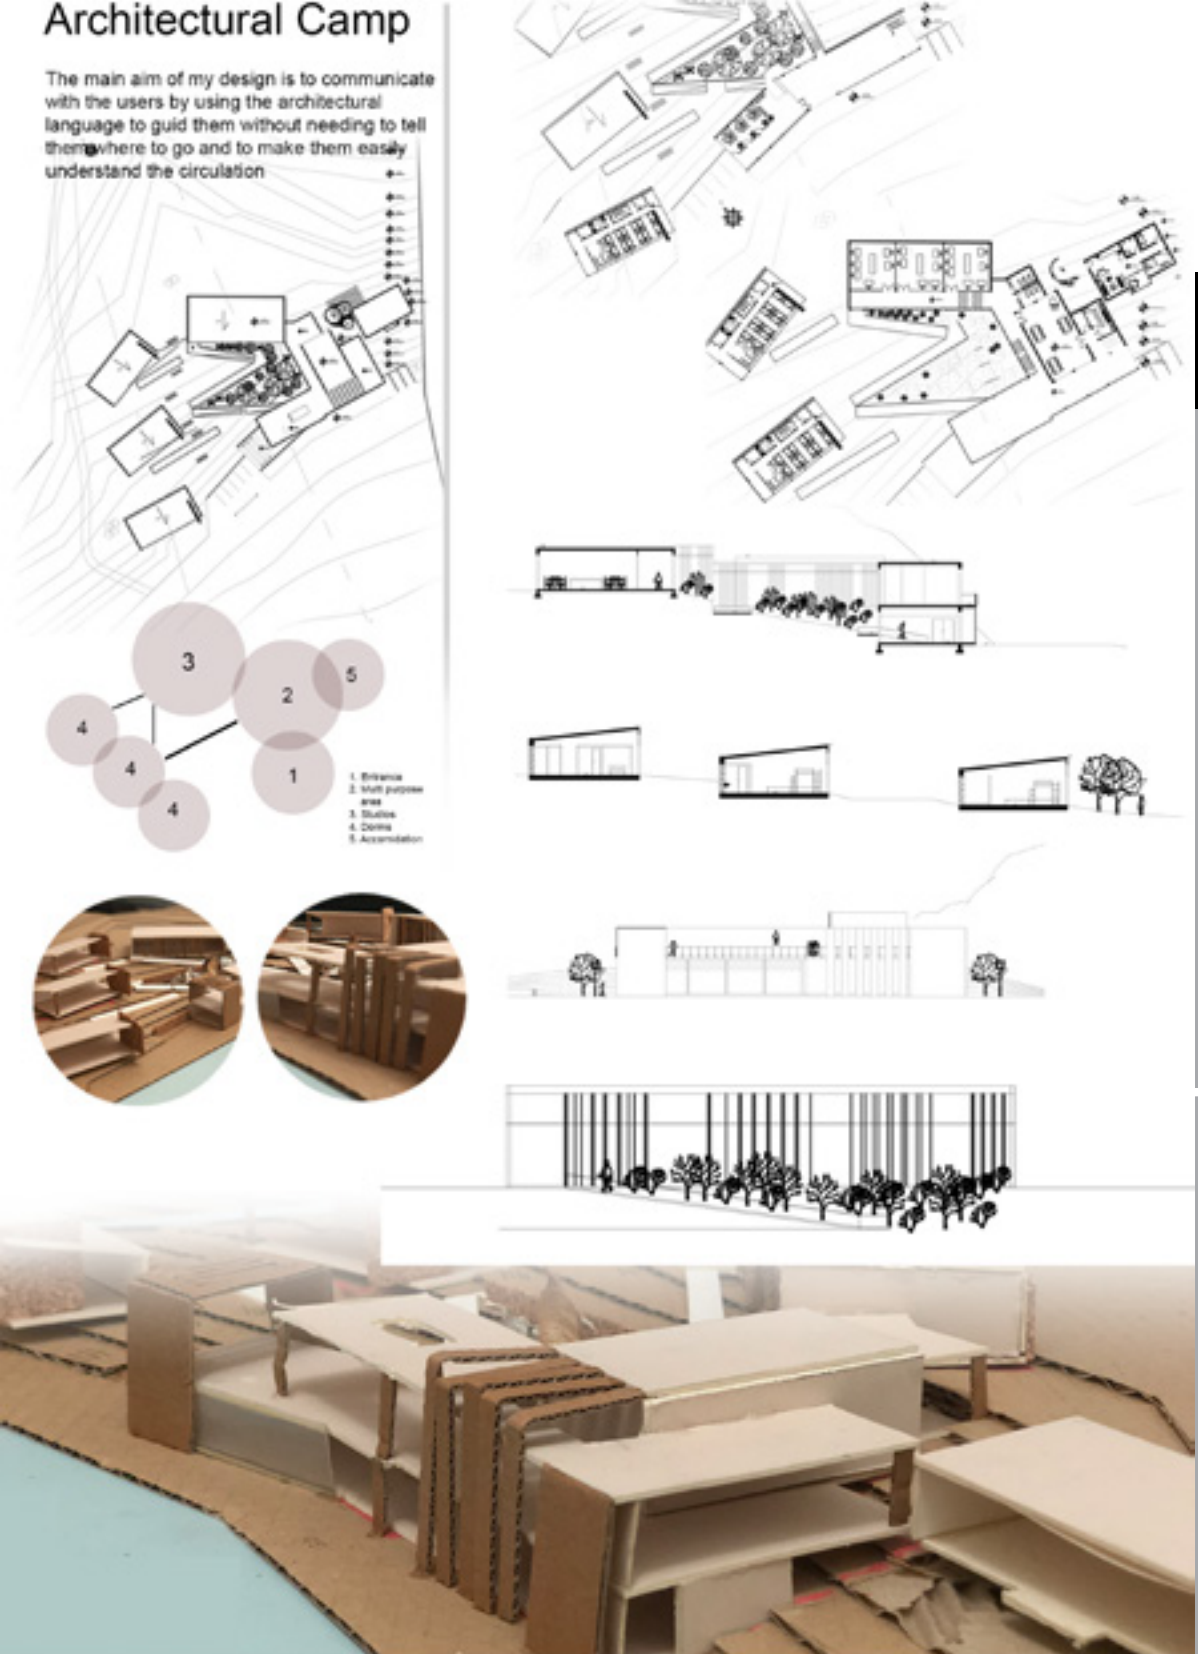 Architectural Camp
The main aim of my design is to communicate
with the users by using the architectural
language to guid them without needing to tell
them where to go and to make them easily
understand the circulation
3
2
5
4
4
1
4
1. Entrance
2. Multi purpose
area
3. Studios
4. Dorms
5. Accomidation